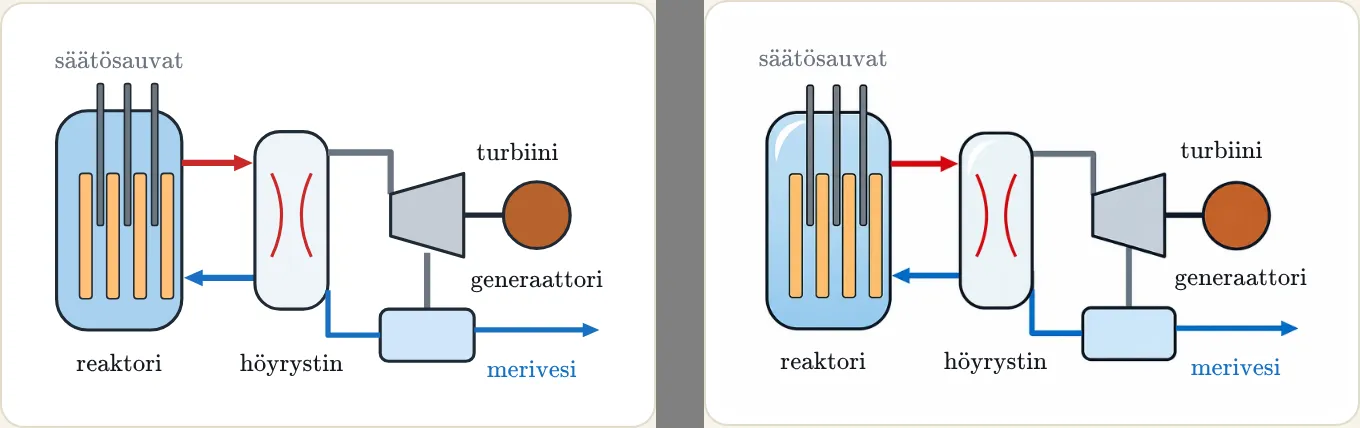 säätösauvat
turbiini
generaattori
reaktori
höyrystin
merivesi
säätösauvat
turbiini
generaattori
reaktori
höyrystin
merivesi